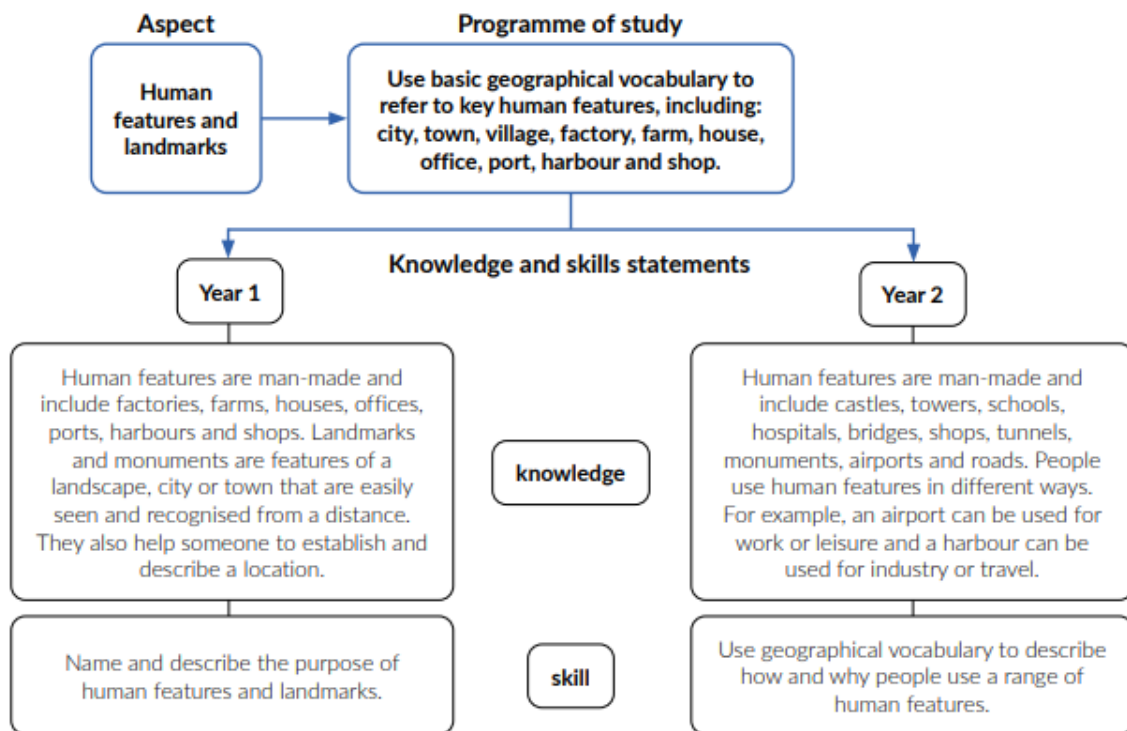 Aspect
Programme of study
Human
features and
landmarks
Use basic geographical vocabulary to
refer to key human features, including:
city, town, village, factory, farm, house,
office, port, harbour and shop.
Knowledge and skills statements
Year 1
Year 2
Human features are man-made and
include factories, farms, houses, offices,
ports, harbours and shops. Landmarks
and monuments are features of a
landscape, city or town that are easily
seen and recognised from a distance.
They also help someone to establish and
describe a location.
knowledge
Human features are man-made and
include castles, towers, schools,
hospitals, bridges, shops, tunnels,
monuments, airports and roads. People
use human features in different ways.
For example, an airport can be used for
work or leisure and a harbour can be
used for industry or travel.
Name and describe the purpose of
human features and landmarks.
skill
Use geographical vocabulary to describe
how and why people use a range of
human features.